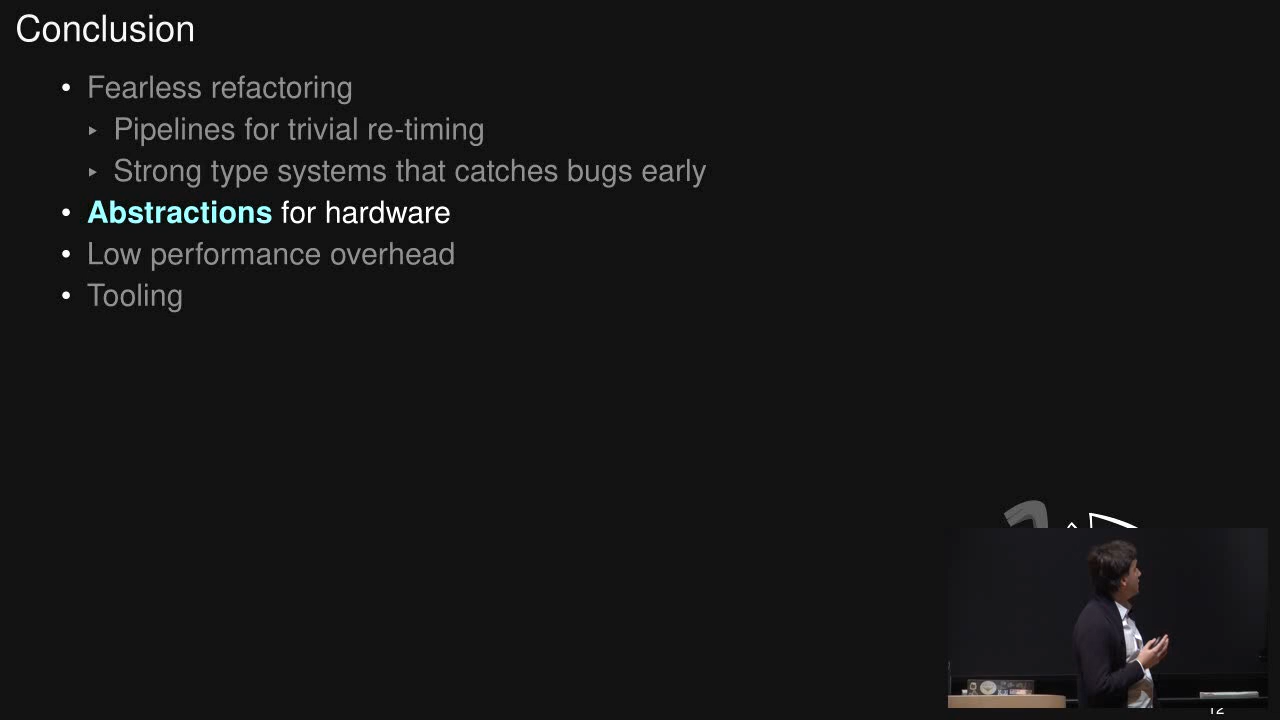 Conclusion
• Fearless refactoring
‣ Pipelines for trivial re-timing
‣ Strong type systems that catches bugs early
• Abstractions for hardware
• Low performance overhead
• Tooling